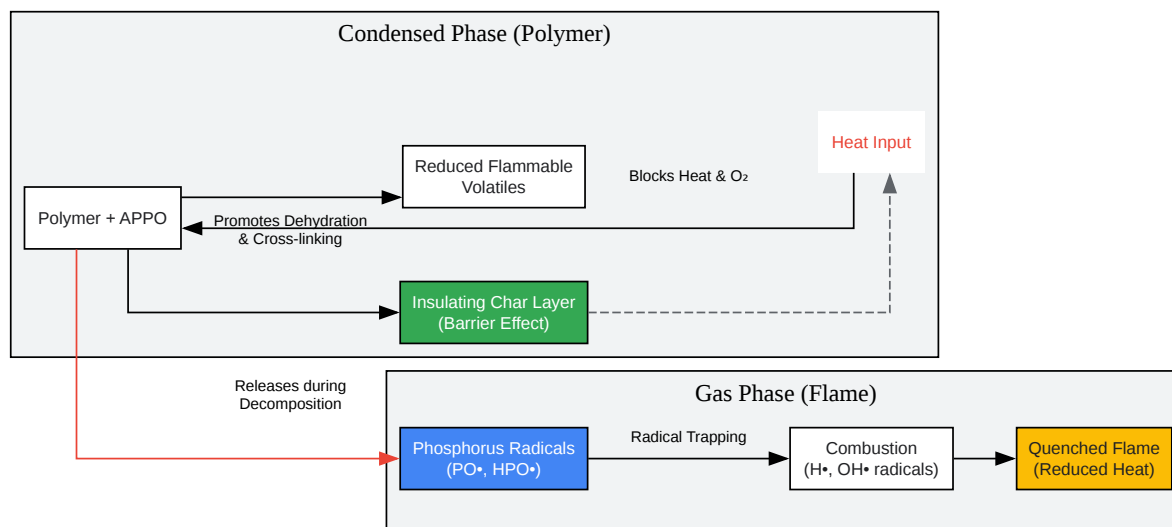 Condensed Phase (Polymer)
Heat Input
Reduced Flammable
Volatiles
Blocks Heat & O₂
Polymer + APPO
Promotes Dehydration
& Cross-linking
Insulating Char Layer
(Barrier Effect)
Releases during
Decomposition
Gas Phase (Flame)
Phosphorus Radicals
(PO•, HPO•)
Radical Trapping
Combustion
(H•, OH• radicals)
Quenched Flame
(Reduced Heat)